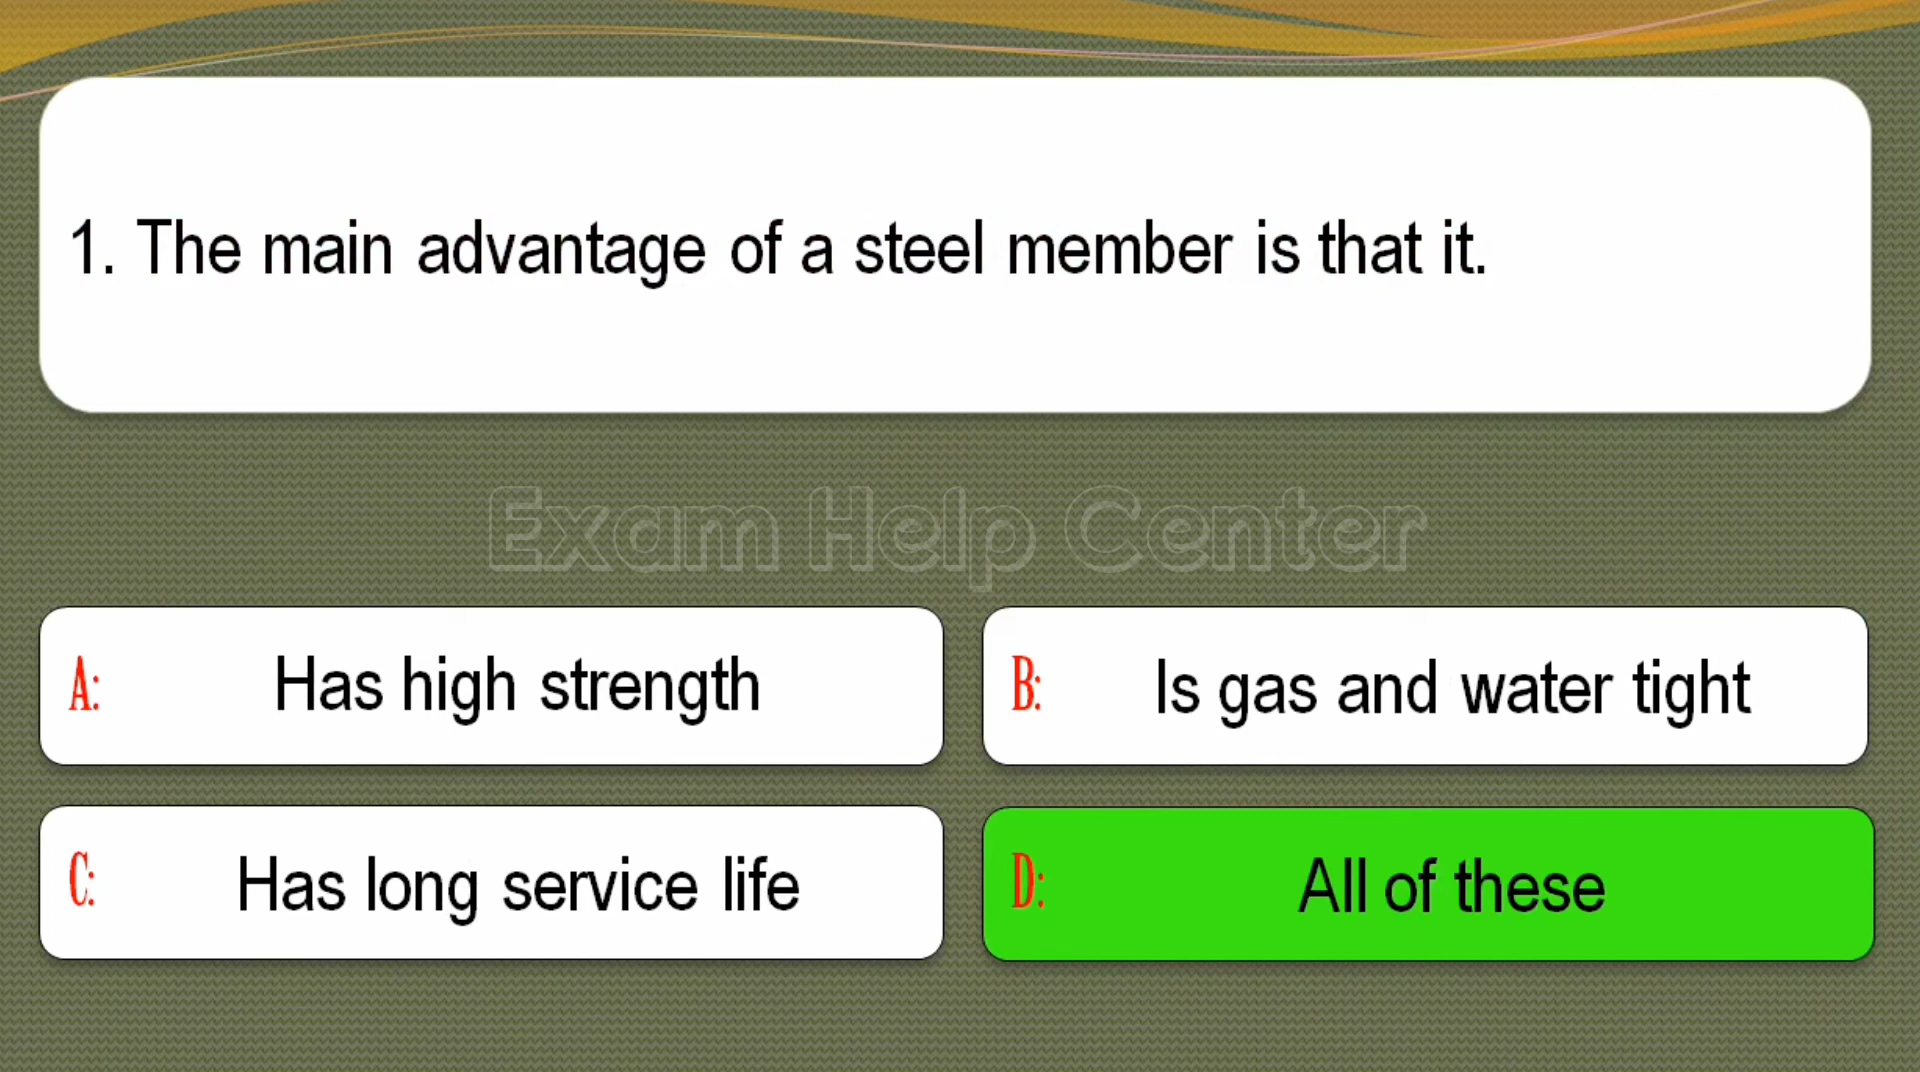 1. The main advantage of a steel member is that it.
Exam Help Center
A: Has high strength
B: Is gas and water tight
C: Has long service life
D: All of these